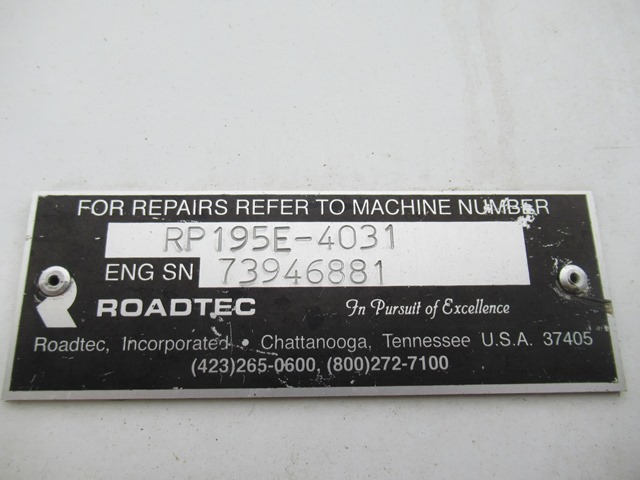 FOR REPAIRS REFER TO MACHINE NUMBER
RP195E-4031
ENG SN 73946881
ROADTEC In Pursuit of Excellence
Roadtec, Incorporated • Chattanooga, Tennessee U.S.A. 37405
(423)265-0600, (800)272-7100